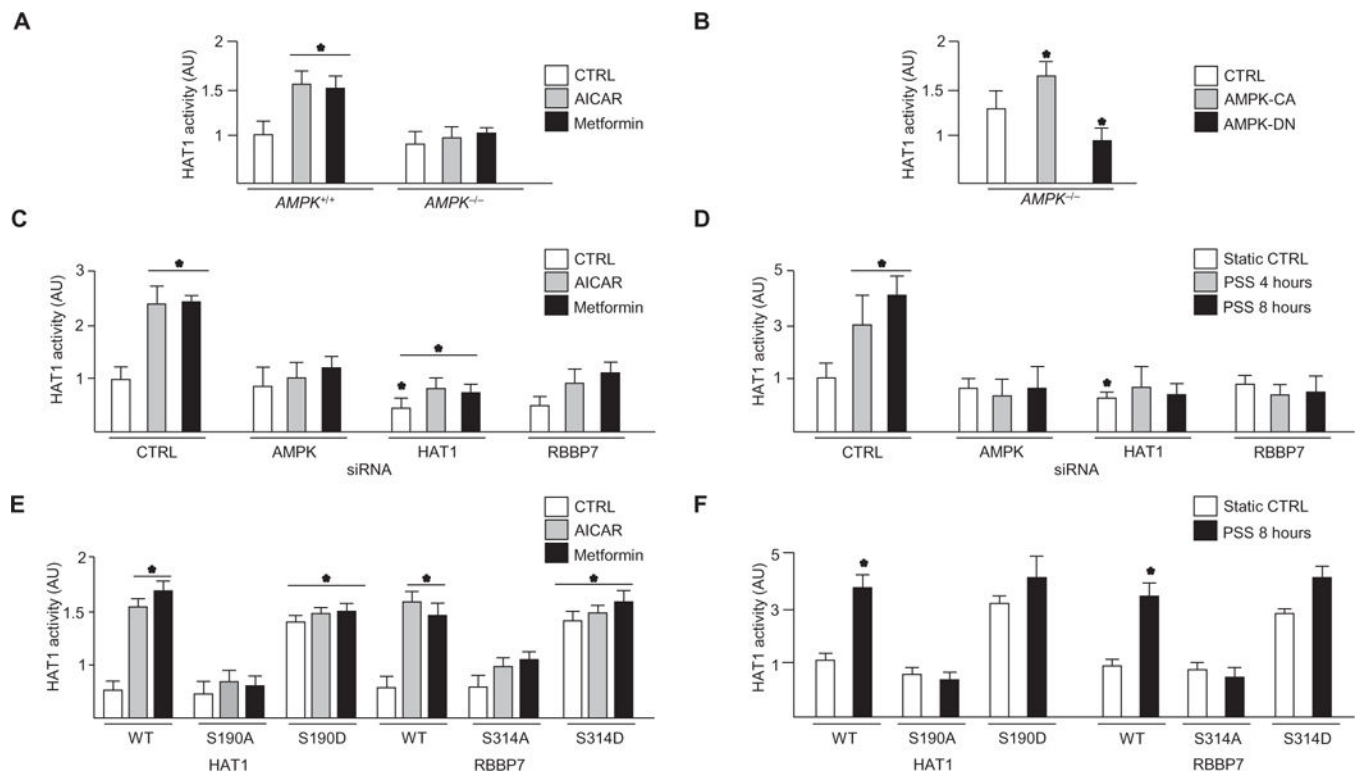 A
HAT1 activity (AU)
2
1.5
1
CTRL
AICAR
Metformin
AMPK+/+
AMPK–/–
B
HAT1 activity (AU)
2
1.5
1
CTRL
AMPK-CA
AMPK-DN
AMPK–/–
C
HAT1 activity (AU)
3
2
1
CTRL
AICAR
Metformin
CTRL
AMPK
HAT1
RBBP7
siRNA
D
HAT1 activity (AU)
5
3
1
Static CTRL
PSS 4 hours
PSS 8 hours
CTRL
AMPK
HAT1
RBBP7
siRNA
E
HAT1 activity (AU)
2
1.5
1
CTRL
AICAR
Metformin
WT
S190A
S190D
WT
S314A
S314D
HAT1
RBBP7
F
HAT1 activity (AU)
5
3
1
Static CTRL
PSS 8 hours
WT
S190A
S190D
WT
S314A
S314D
HAT1
RBBP7